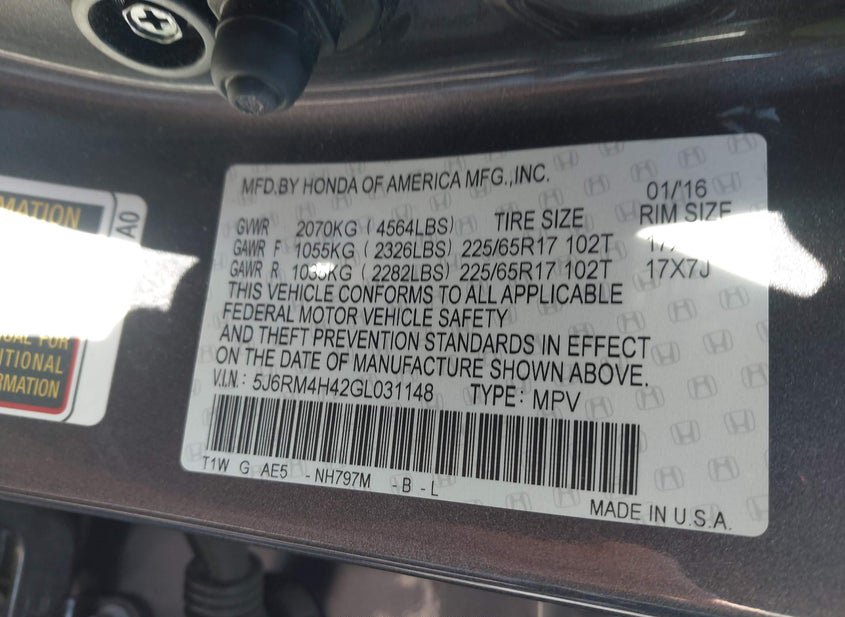 MFD.BY HONDA OF AMERICA MFG.,INC. 01/'16
GVWR 2070KG (4564LBS) TIRE SIZE RIM SIZE
GAWR F 1055KG (2326LBS) 225/65R17 102T
GAWR R 1035KG (2282LBS) 225/65R17 102T 17X7J
THIS VEHICLE CONFORMS TO ALL APPLICABLE
FEDERAL MOTOR VEHICLE SAFETY
AND THEFT PREVENTION STANDARDS IN EFFECT
ON THE DATE OF MANUFACTURE SHOWN ABOVE.
V.I.N.: 5J6RM4H42GL031148 TYPE: MPV
T1W G AE5 - NH797M - B - L
MADE IN U.S.A.
A0
FOR